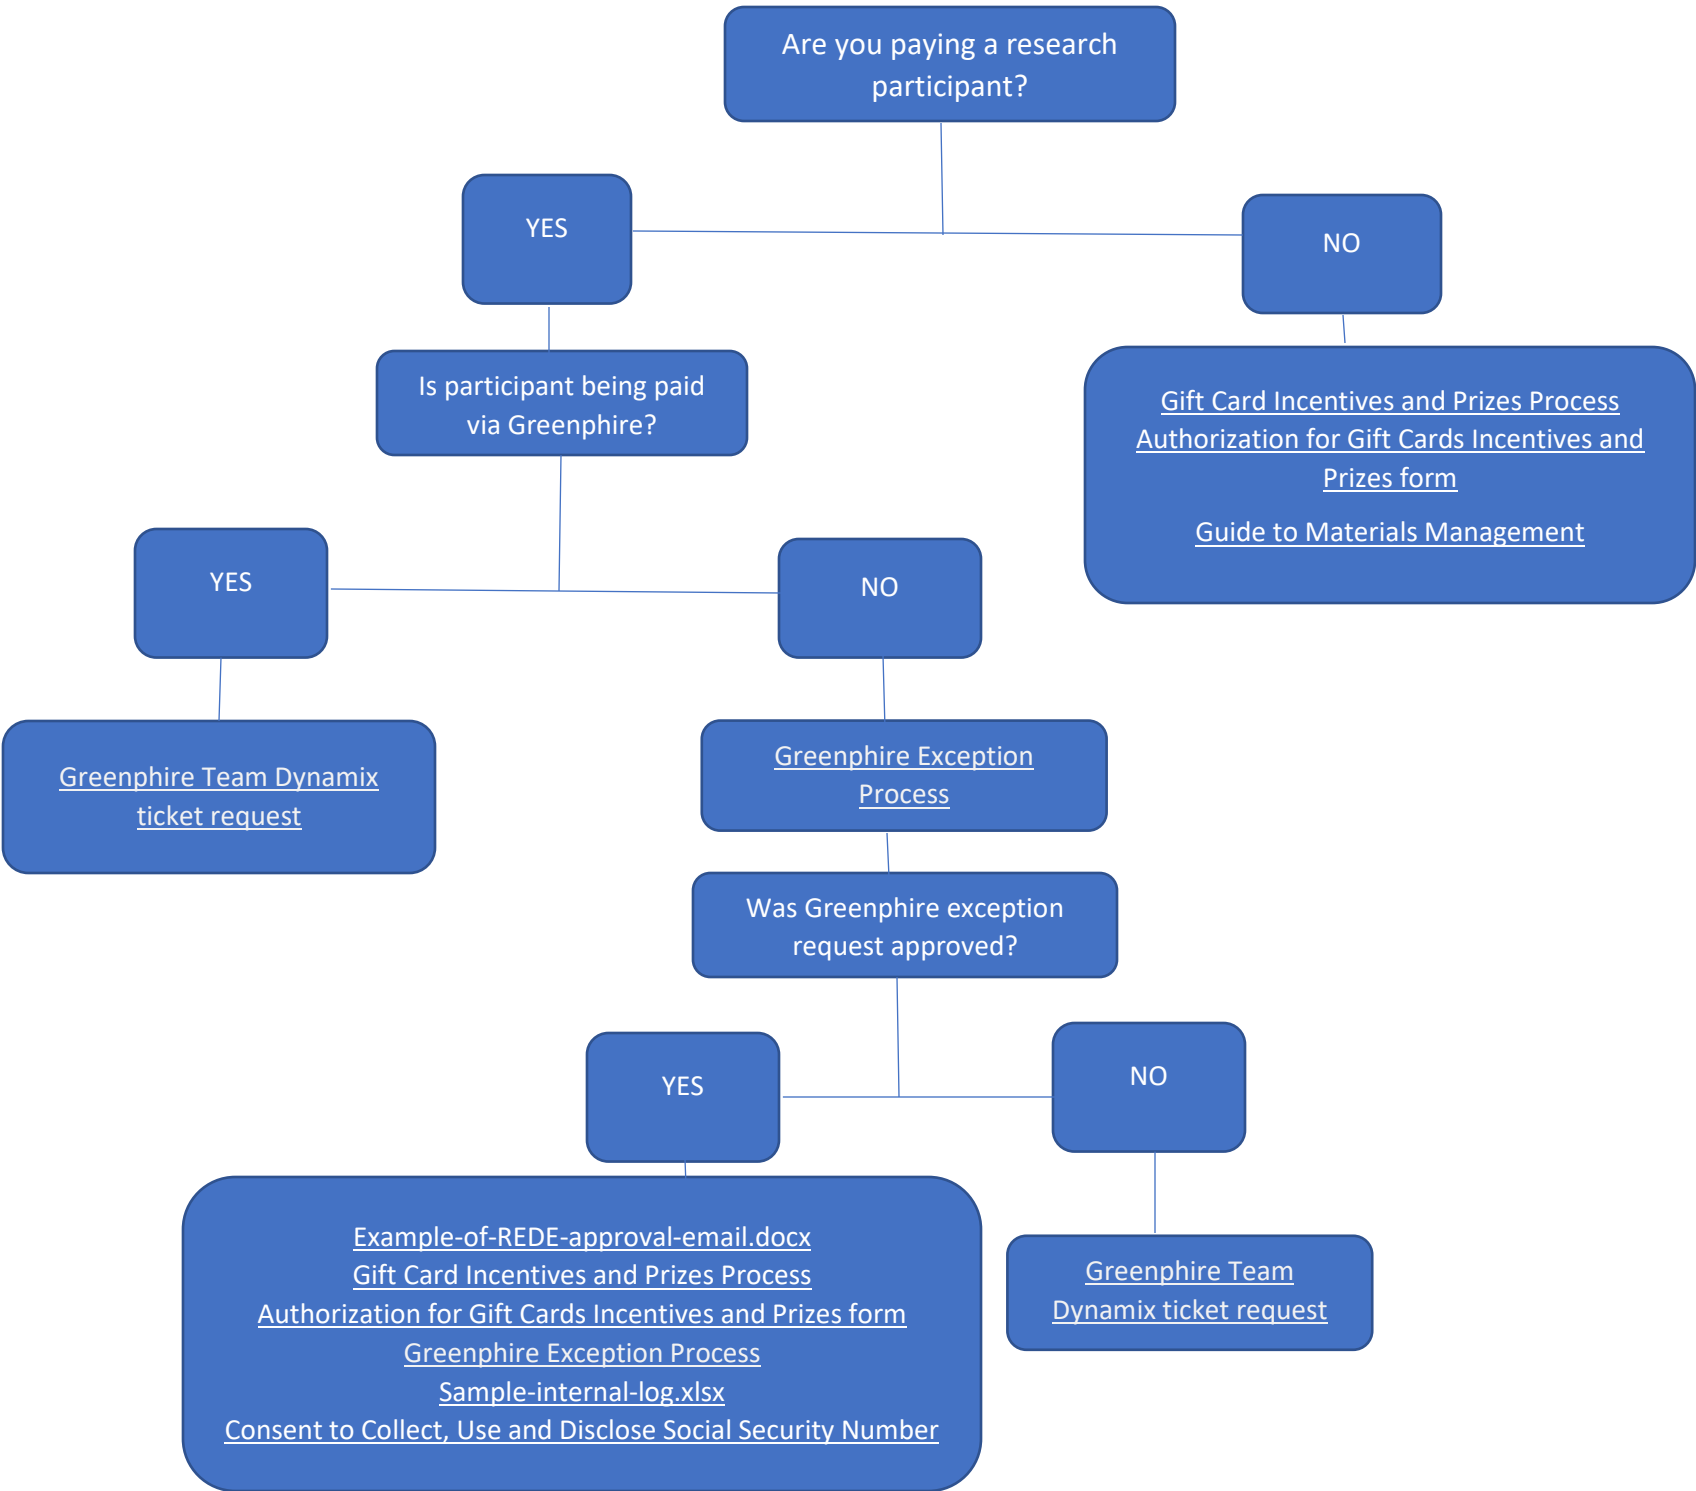 Are you paying a research
participant?
YES
NO
Is participant being paid
via Greenphire?
Gift Card Incentives and Prizes Process
Authorization for Gift Cards Incentives and
Prizes form
Guide to Materials Management
YES
NO
Greenphire Team Dynamix
ticket request
Greenphire Exception
Process
Was Greenphire exception
request approved?
YES
NO
Example-of-REDE-approval-email.docx
Gift Card Incentives and Prizes Process
Authorization for Gift Cards Incentives and Prizes form
Greenphire Exception Process
Sample-internal-log.xlsx
Consent to Collect, Use and Disclose Social Security Number
Greenphire Team
Dynamix ticket request